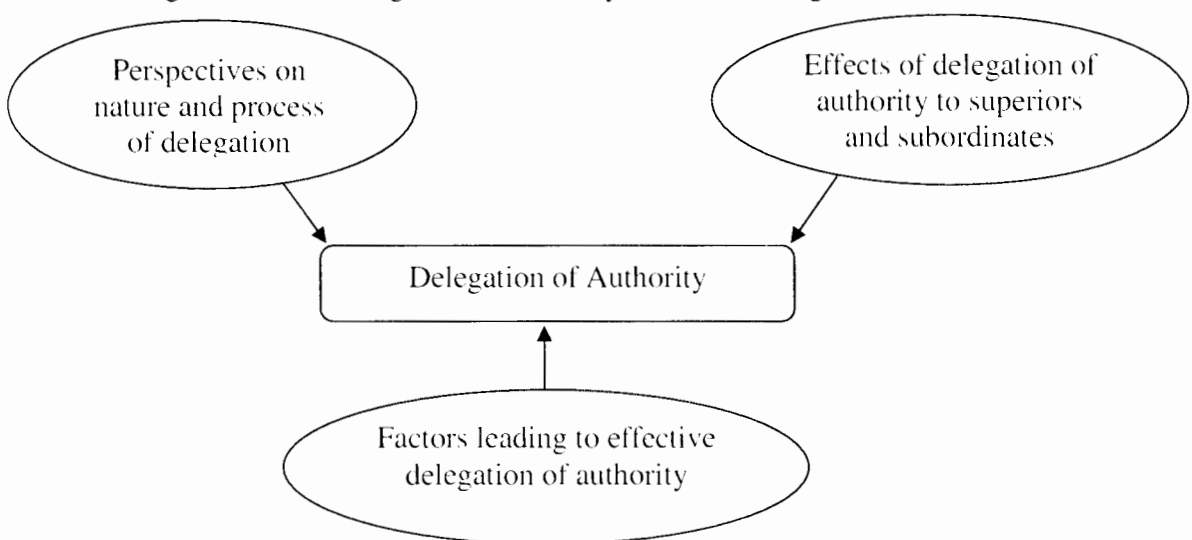 Perspectives on
nature and process
of delegation
Effects of delegation of
authority to superiors
and subordinates
Delegation of Authority
Factors leading to effective
delegation of authority